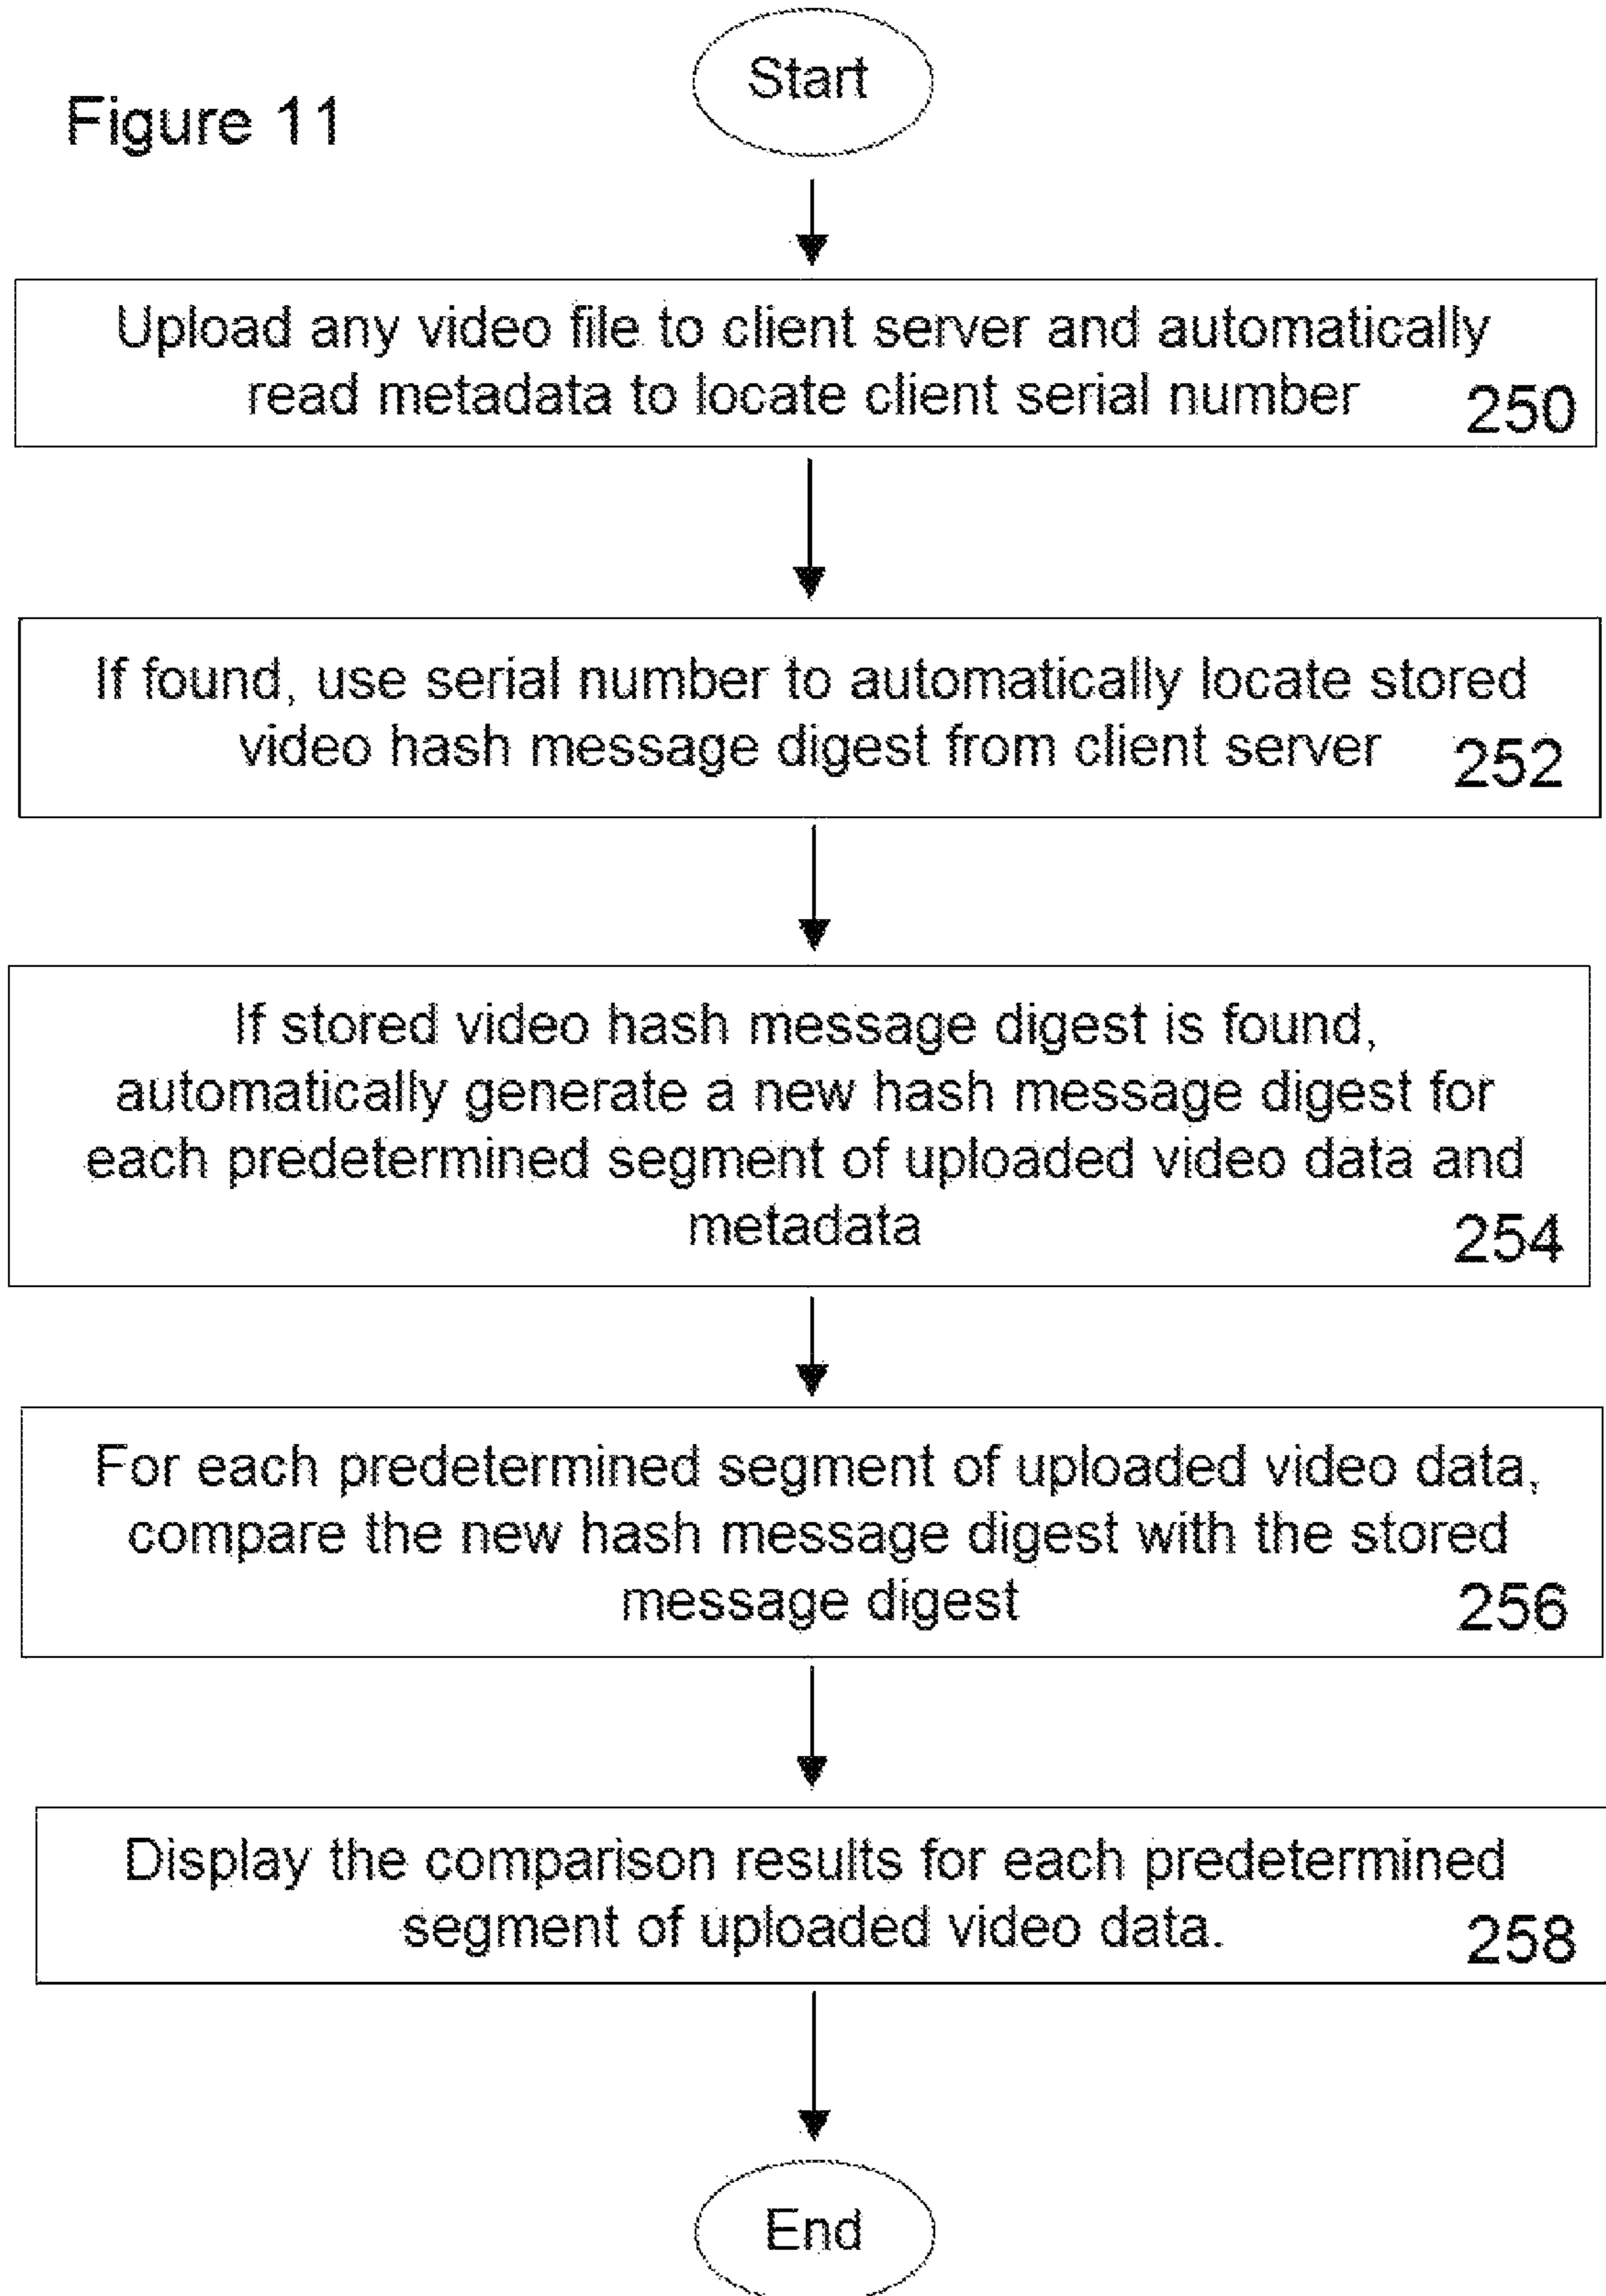 Start
Figure 11
Upload any video file to client server and automatically
read metadata to locate client serial number
250
If found, use serial number to automatically locate stored
video hash message digest from client server
252
If stored video hash message digest is found,
automatically generate a new hash message digest for
each predetermined segment of uploaded video data and
metadata
254
For each predetermined segment of uploaded video data,
compare the new hash message digest with the stored
message digest
256
Display the comparison results for each predetermined
segment of uploaded video data.
258
End